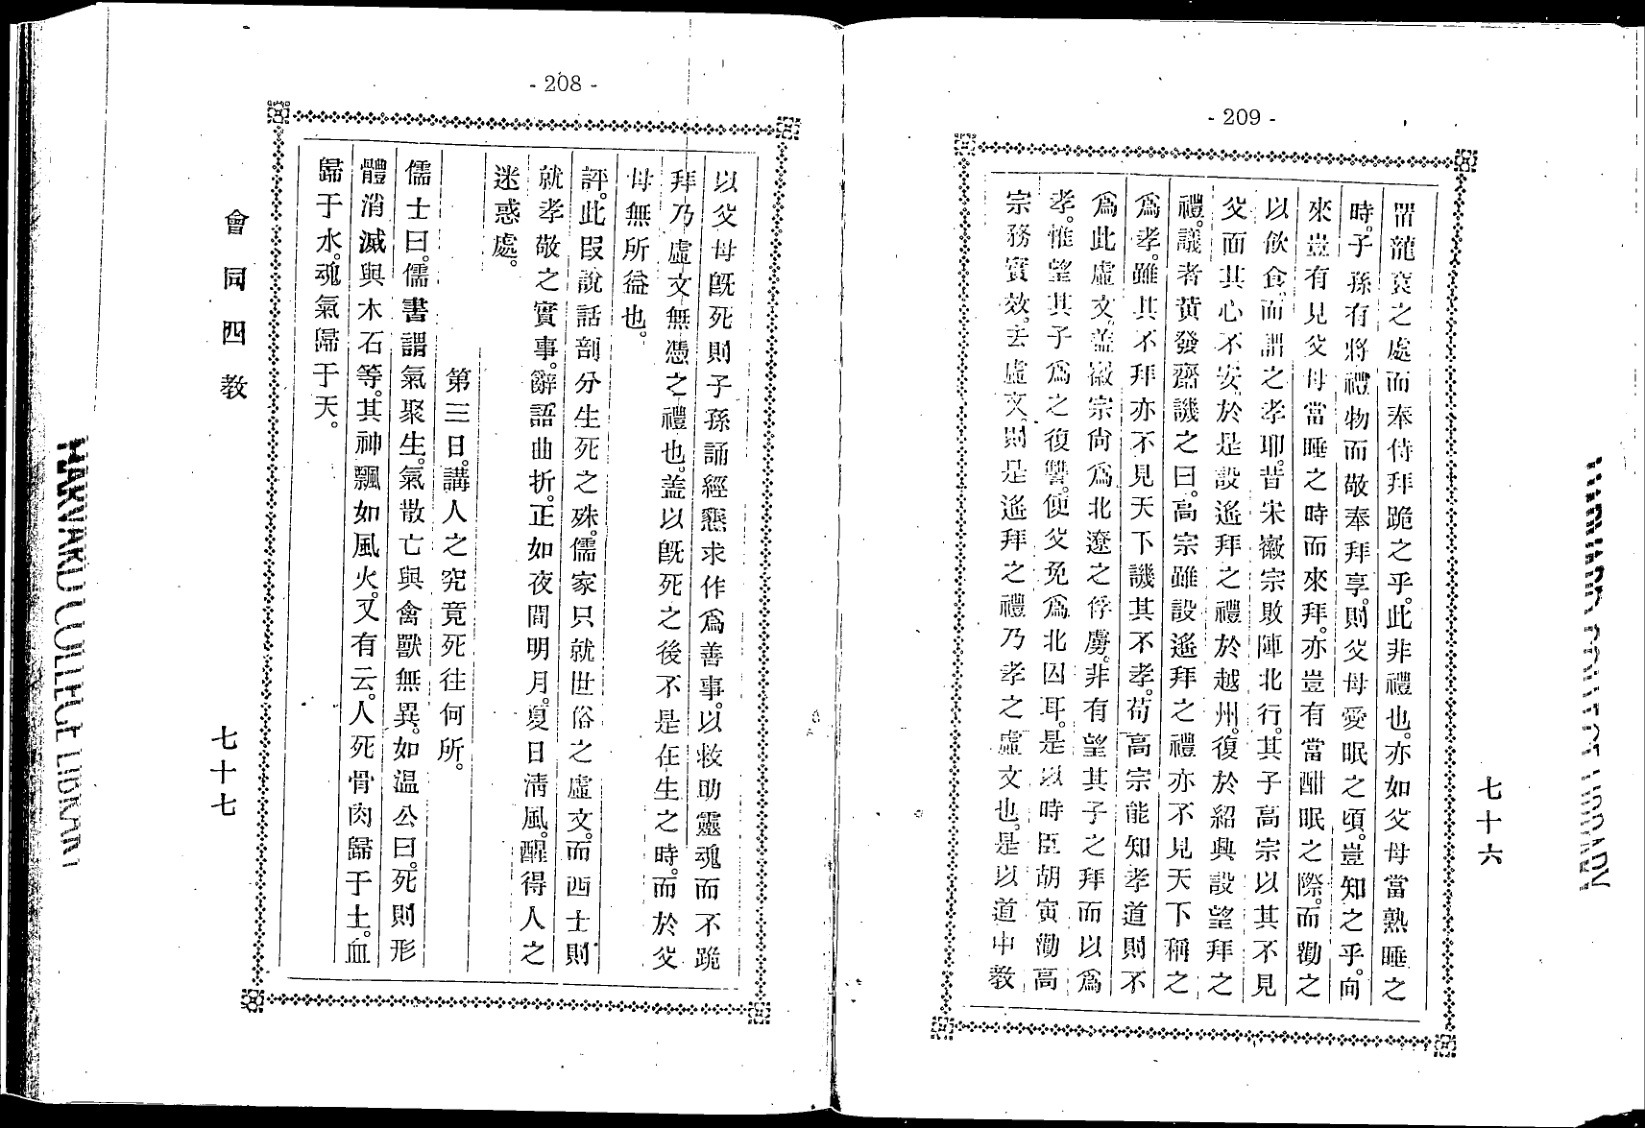 - 209 -
罶龍袞之處而奉侍拜跪之乎。此非禮也。亦如父母當熟睡之
時。子孫有將禮物而敬奉拜享。則父母愛眠之頃。豈知之乎。向
來豈有見父母當睡之時而來拜。亦豈有當酣眠之際。而勸之
以飲食。而謂之孝耶。昔宋徽宗敗陣北行。其子高宗以其不見
父而其心不安。於是設遙拜之禮於越州。復於紹興設望拜之
禮。議者黃發齋譏之曰。高宗雖設遙拜之禮亦不見天下稱之
爲孝。雖其不拜亦不見天下譏其不孝。苟高宗能知孝道則不
爲此虛文。蓋徽宗尙爲北遼之俘虜。非有望其子之拜而以爲
孝。惟望其子爲之復讐。使父免爲北囚耳。是以時臣胡寅勸高
宗務實效。去虛文。則是遙拜之禮乃孝之虛文也。是以道中教
七十六
- 208 -
以父母旣死則子孫誦經懇求作爲善事。以救助靈魂而不跪
拜乃虛文無憑之禮也。蓋以旣死之後不是在生之時。而於父
母無所益也。
評。此段說話剖分生死之殊。儒家只就世俗之虛文。而西士則
就孝敬之實事。辭語曲折。正如夜間明月。夏日淸風。醒得人之
迷惑處。
第三日。講人之究竟死往何所。
儒士曰。儒書謂氣聚生。氣散亡與禽獸無異。如温公曰。死則形
體消滅與木石等。其神飄如風火。又有云。人死骨肉歸于土。血
歸于水。魂氣歸于天。
會同四教
七十七
HARVARD COLLEGE LIBRARY
HARVARD COLLEGE LIBRARY